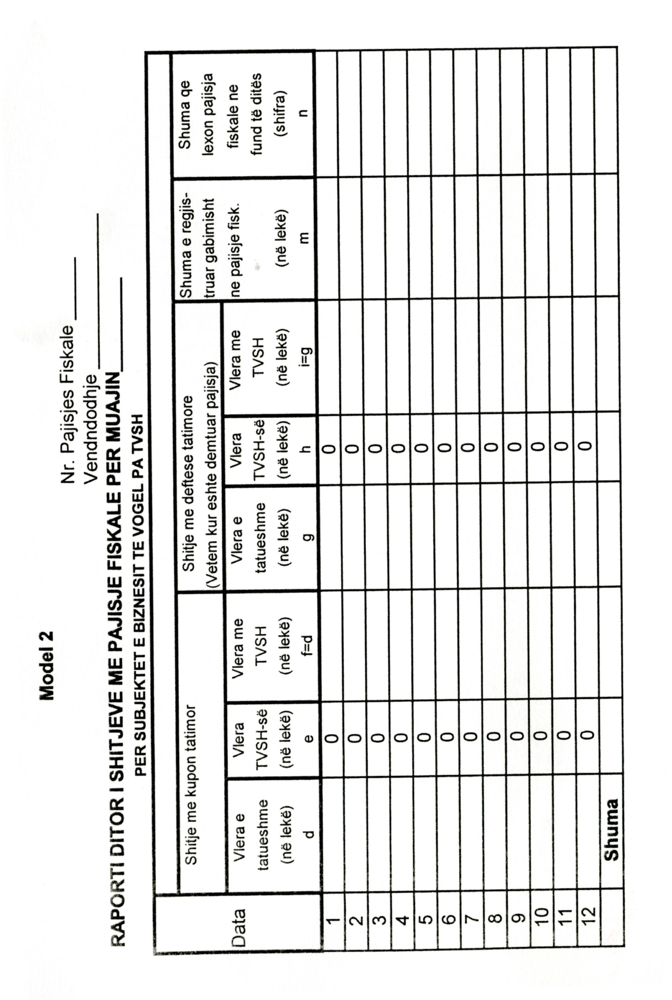 Model 2
Nr. Pajisjes Fiskale ______
Vendndodhje ______________
RAPORTI DITOR I SHITJEVE ME PAJISJE FISKALE PER MUAJIN_________
PER SUBJEKTET E BIZNESIT TE VOGEL PA TVSH
Data
Shitje me kupon tatimor
Vlera e
tatueshme
(në lekë)
d
Vlera
TVSH-së
(në lekë)
e
Vlera me
TVSH
(në lekë)
f=d
Shitje me deftese tatimore
(Vetem kur eshte demtuar pajisja)
Vlera e
tatueshme
(në lekë)
g
Vlera
TVSH-së
(në lekë)
h
Vlera me
TVSH
(në lekë)
i=g
Shuma e regjis-
truar gabimisht
ne pajisje fisk.
(në lekë)
m
Shuma qe
lexon pajisja
fiskale ne
fund të ditës
(shifra)
n
1 0 0
2 0 0
3 0 0
4 0 0
5 0 0
6 0 0
7 0 0
8 0 0
9 0 0
10 0 0
11 0 0
12 0 0
Shuma